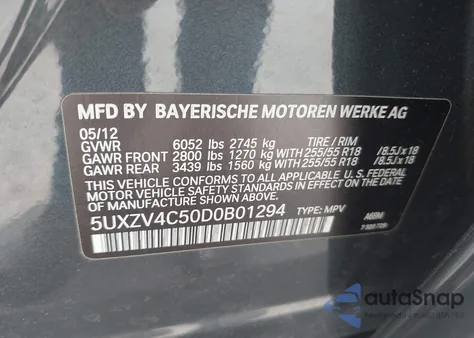 MFD BY BAYERISCHE MOTOREN WERKE AG
05/12
GVWR 6052 lbs 2745 kg TIRE / RIM
GAWR FRONT 2800 lbs 1270 kg WITH 255/55 R18 /8.5J x 18
GAWR REAR 3439 lbs 1560 kg WITH 255/55 R18 /8.5J x 18
THIS VEHICLE CONFORMS TO ALL APPLICABLE U.S. FEDERAL
MOTOR VEHICLE SAFETY STANDARDS IN EFFECT
ON THE DATE OF MANUFACTURE SHOWN ABOVE.
5UXZV4C50D0B01294 TYPE: MPV
autoSnap